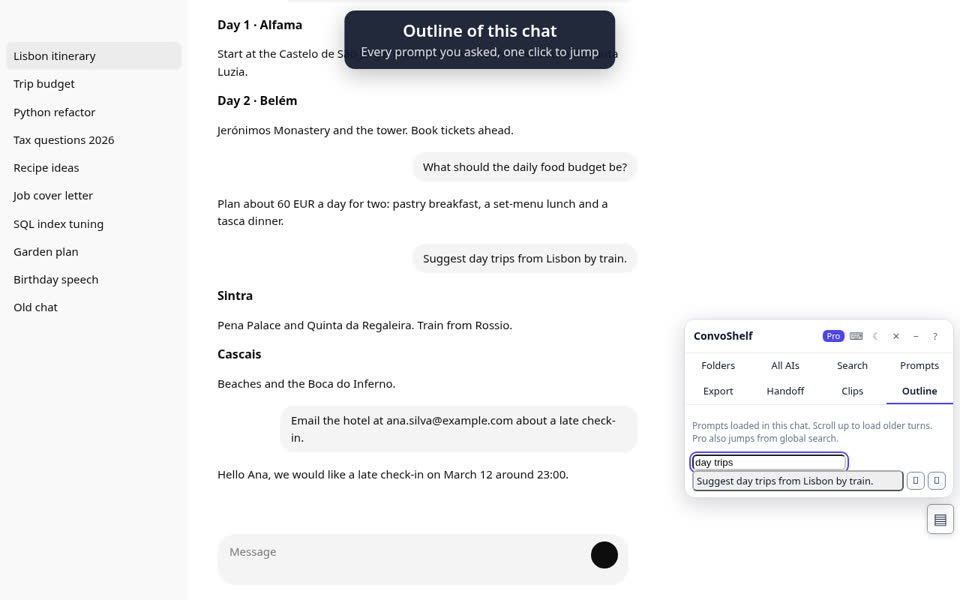 Lisbon itinerary
Trip budget
Python refactor
Tax questions 2026
Recipe ideas
Job cover letter
SQL index tuning
Garden plan
Birthday speech
Old chat
Outline of this chat
Every prompt you asked, one click to jump
Day 1 · Alfama
Start at the Castelo de
Luzia.
Day 2 · Belém
Jerónimos Monastery and the tower. Book tickets ahead.
What should the daily food budget be?
Plan about 60 EUR a day for two: pastry breakfast, a set-menu lunch and a
tasca dinner.
Suggest day trips from Lisbon by train.
Sintra
Pena Palace and Quinta da Regaleira. Train from Rossio.
Cascais
Beaches and the Boca do Inferno.
Email the hotel at ana.silva@example.com about a late check-
in.
Hello Ana, we would like a late check-in on March 12 around 23:00.
Message
ConvoShelf
Pro
?
Folders
All AIs
Search
Prompts
Export
Handoff
Clips
Outline
Prompts loaded in this chat. Scroll up to load older turns.
Pro also jumps from global search.
day trips
Suggest day trips from Lisbon by train.